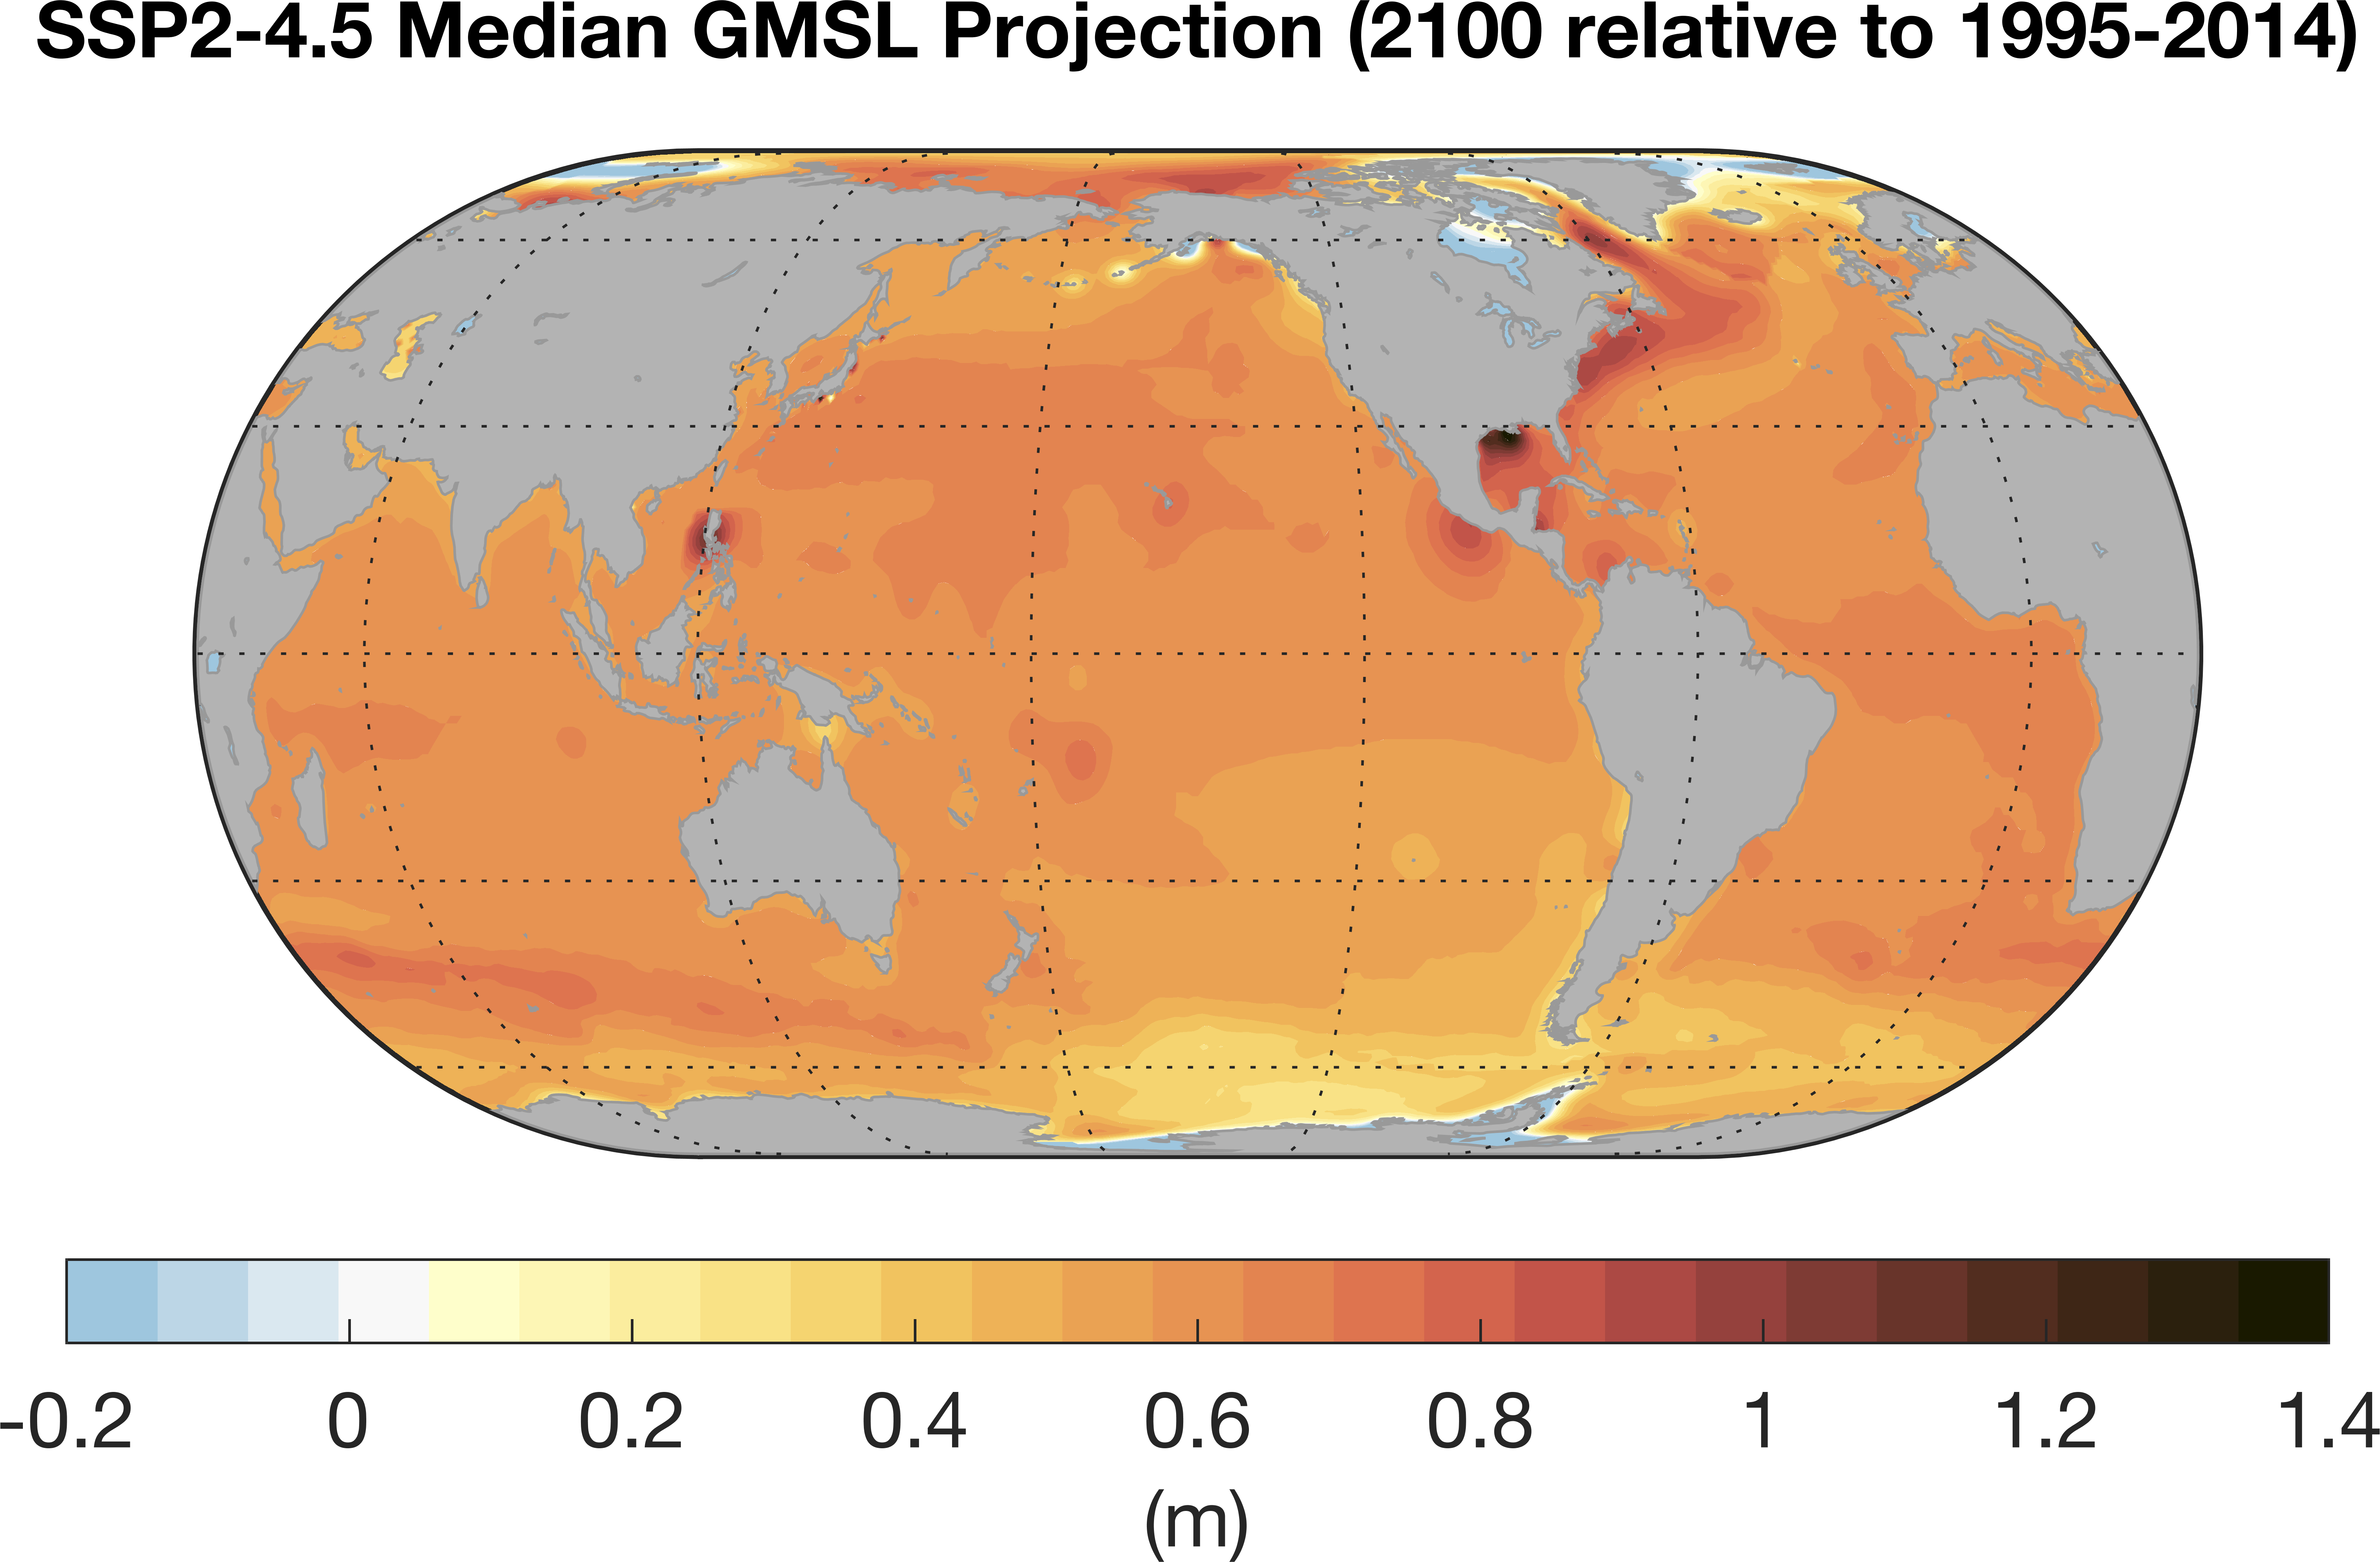 SSP2-4.5 Median GMSL Projection (2100 relative to 1995-2014)
-0.2 0 0.2 0.4 0.6 0.8 1 1.2 1.4
(m)